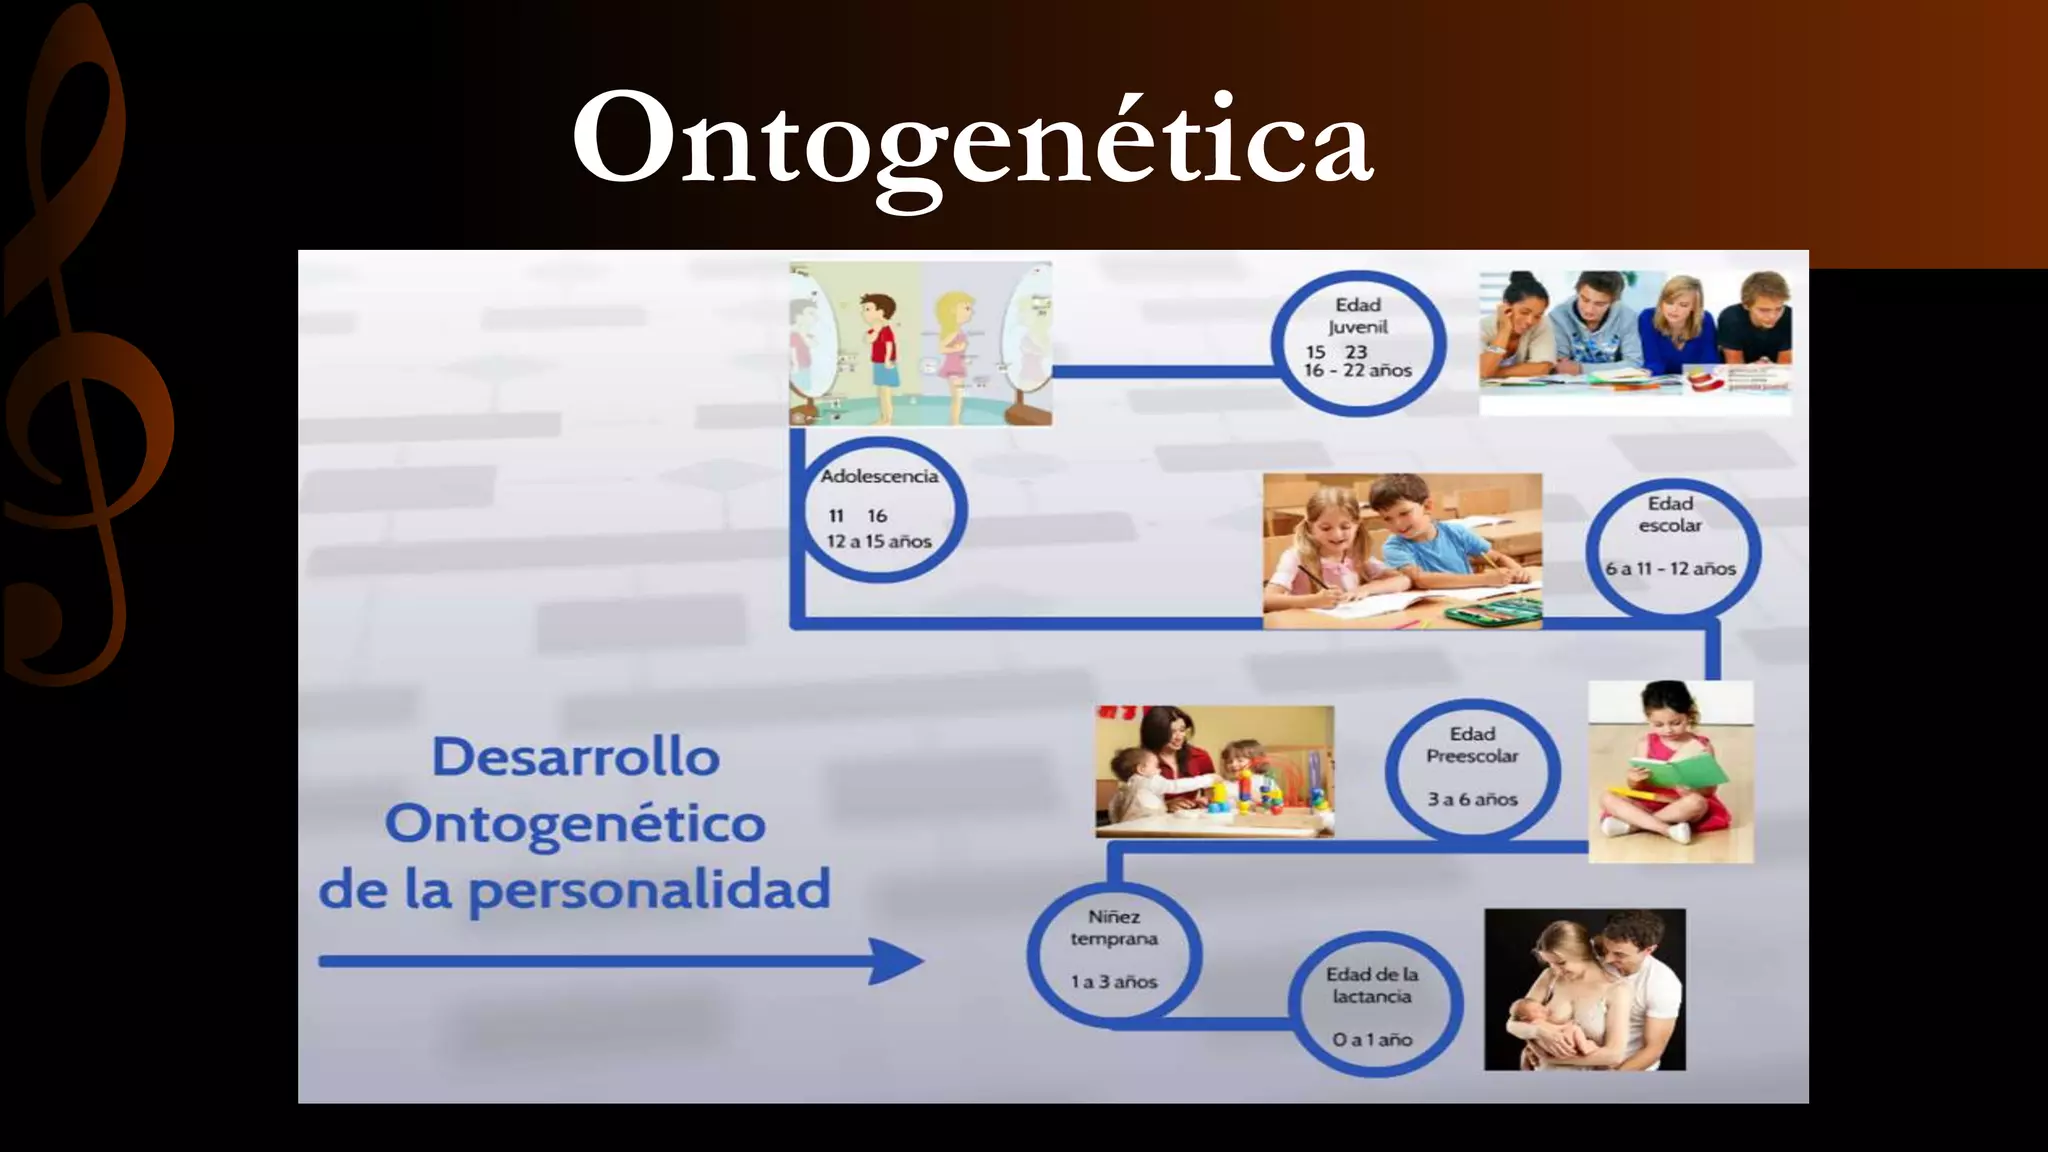 Ontogenética
Edad
Juvenil
15 23
16 - 22 años
Adolescencia
11 16
12 a 15 años
Edad
escolar
6 a 11 - 12 años
Desarrollo
Ontogenético
de la personalidad
Edad
Preescolar
3 a 6 años
Niñez
temprana
1 a 3 años
Edad de la
lactancia
0 a 1 año